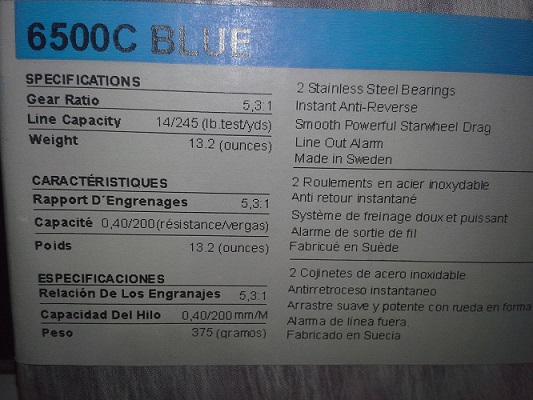 6500C BLUE
SPECIFICATIONS
Gear Ratio 5,3:1
Line Capacity 14/245 (lb.test/yds)
Weight 13.2 (ounces)
2 Stainless Steel Bearings
Instant Anti-Reverse
Smooth Powerful Starwheel Drag
Line Out Alarm
Made in Sweden
CARACTÉRISTIQUES
Rapport D´Engrenages 5,3:1
Capacité 0,40/200(résistance/vergas)
Poids 13.2 (ounces)
2 Roulements en acier inoxydable
Anti retour instantané
Système de freinage doux et puissant
Alarme de sortie de fil
Fabricué en Suède
ESPECIFICACIONES
Relación De Los Engranajes 5,3:1
Capacidad Del Hilo 0,40/200 mm/M
Peso 375 (gramos)
2 Cojinetes de acero inoxidable
Antirretroceso instantaneo
Arrastre suave y potente con rueda en forma
Alarma de línea fuera
Fabricado en Suecia